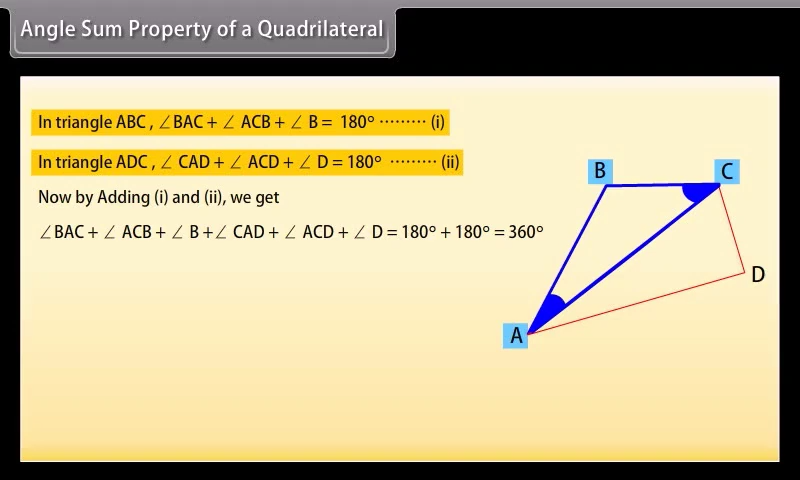 Angle Sum Property of a Quadrilateral
In triangle ABC , ∠BAC + ∠ ACB + ∠ B = 180° ········· (i)
In triangle ADC, ∠ CAD + ∠ ACD + ∠ D = 180° ········· (ii)
Now by Adding (i) and (ii), we get
∠BAC + ∠ ACB + ∠ B +∠ CAD + ∠ ACD + ∠ D = 180° + 180° = 360°
B
C
D
A